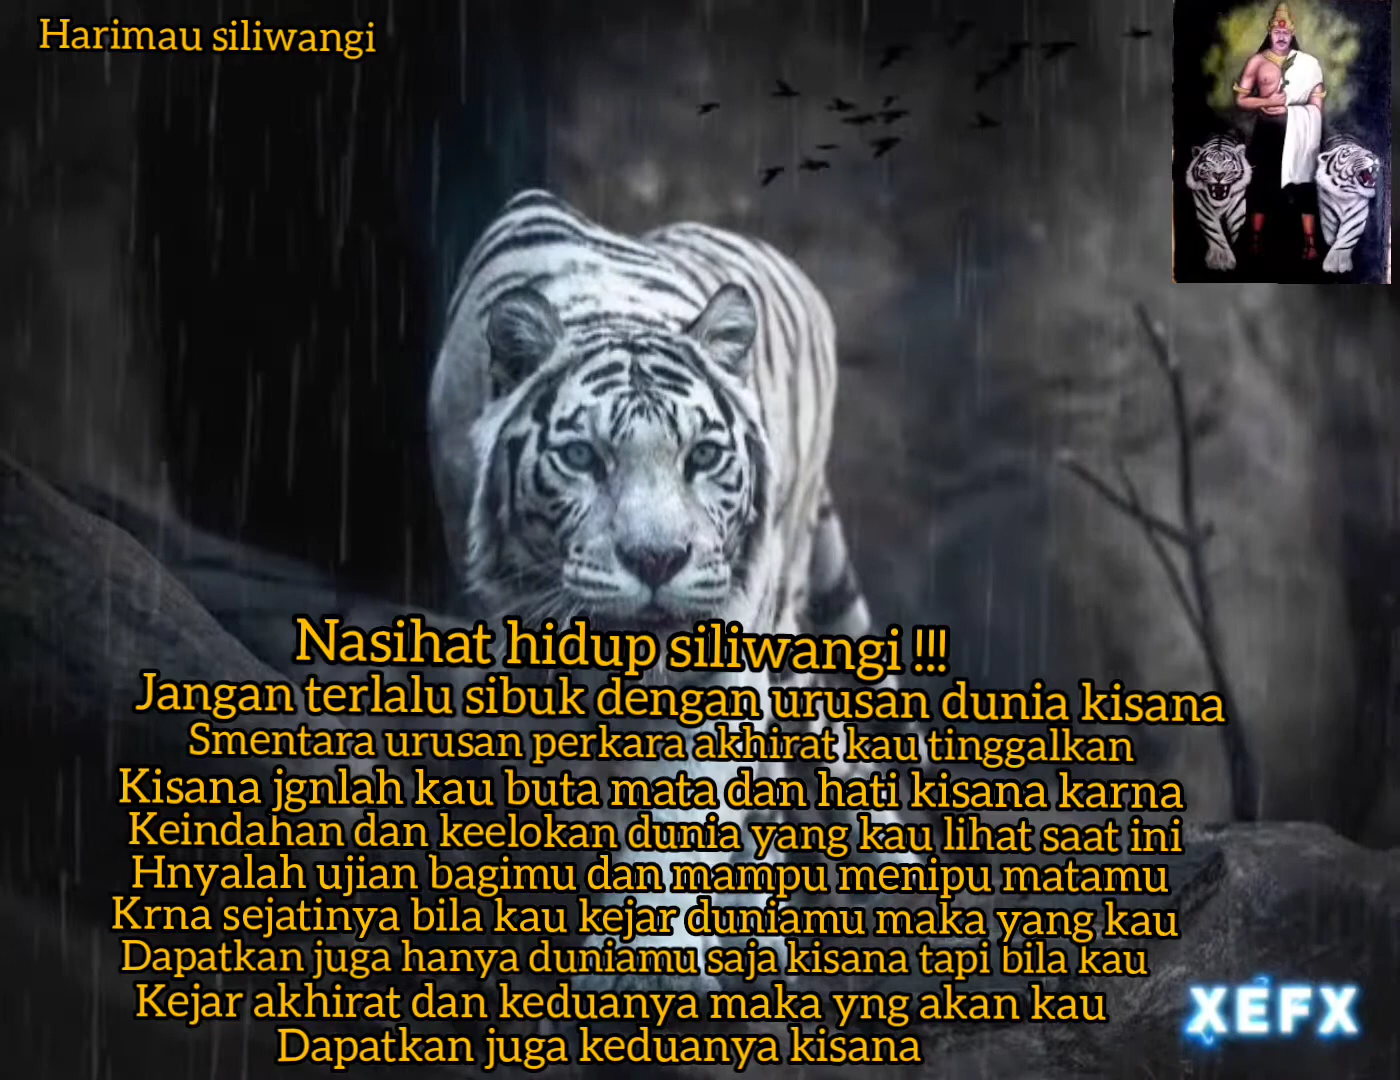 Harimau siliwangi
Nasihat hidup siliwangi !!!
Jangan terlalu sibuk dengan urusan dunia kisana
Smentara urusan perkara akhirat kau tinggalkan
Kisana jgnlah kau buta mata dan hati kisana karna
Keindahan dan keelokan dunia yang kau lihat saat ini
Hnyalah ujian bagimu dan mampu menipu matamu
Krna sejatinya bila kau kejar duniamu maka yang kau
Dapatkan juga hanya duniamu saja kisana tapi bila kau
Kejar akhirat dan keduanya maka yng akan kau
Dapatkan juga keduanya kisana
XEFX